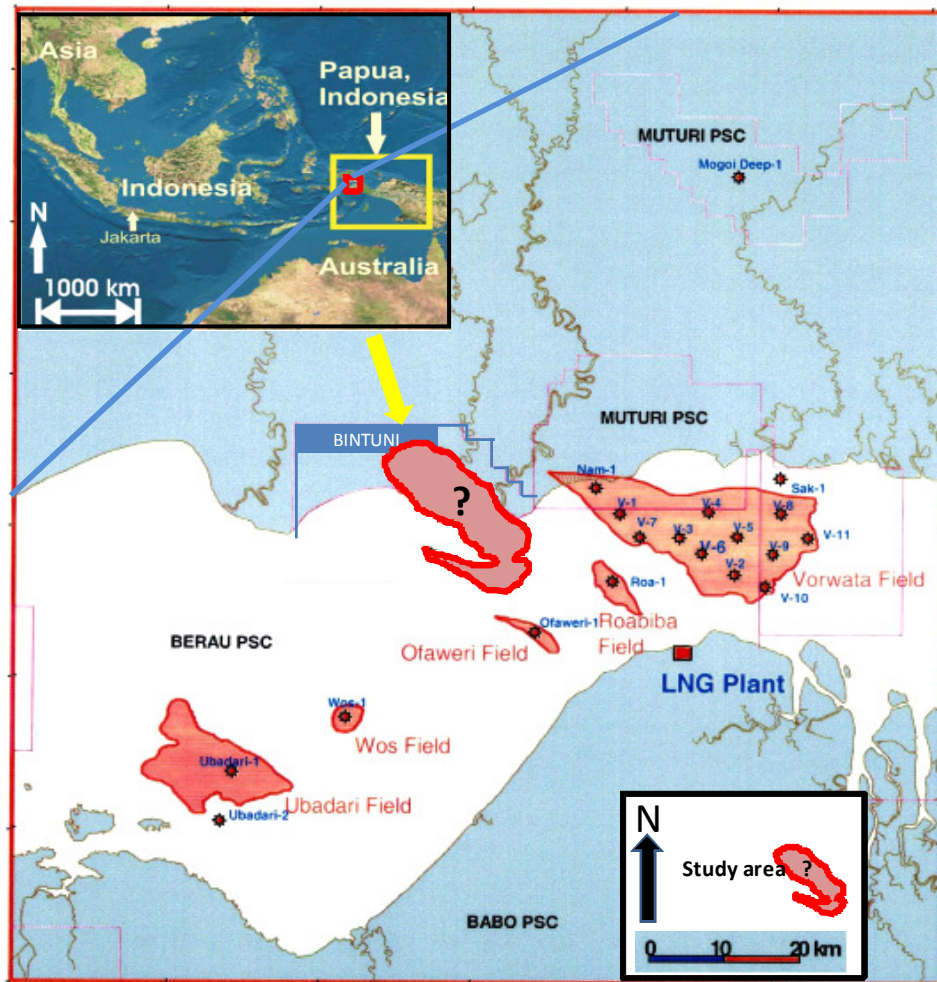 Asia
Papua,
Indonesia
Indonesia
N
Jakarta
1000 km
Australia
MUTURI PSC
Mogoi Deep-1
BINTUNI
MUTURI PSC
?
Nam-1
Sak-1
V-1
V-4
V-8
V-7
V-3
V-5
V-11
V-6
V-9
V-2
V-10
Vorwata Field
Roa-1
Roabiba
Field
Ofaweri-1
Ofaweri Field
BERAU PSC
LNG Plant
Wos-1
Wos Field
Ubadari-1
Ubadari Field
Ubadari-2
BABO PSC
N
Study area ?
0 10 20 km